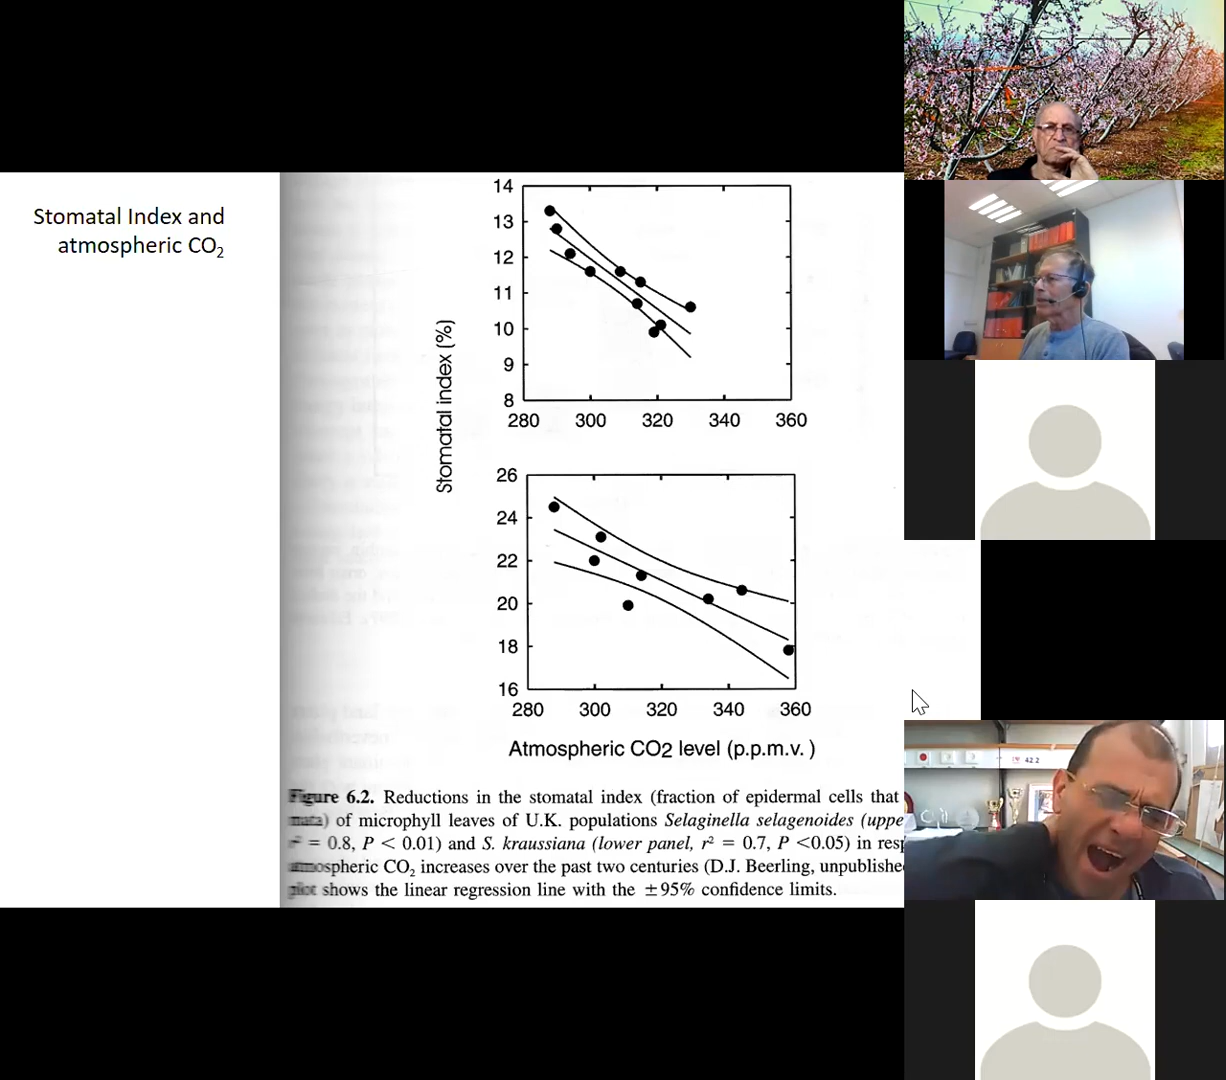 Stomatal Index and
atmospheric CO₂
14
13
12
11
10
9
8
280 300 320 340 360
Stomatal index (%)
26
24
22
20
18
16
280 300 320 340 360
Atmospheric CO2 level (p.p.m.v. )
Figure 6.2. Reductions in the stomatal index (fraction of epidermal cells that
mata) of microphyll leaves of U.K. populations Selaginella selagenoides (uppe
r² = 0.8, P < 0.01) and S. kraussiana (lower panel, r² = 0.7, P <0.05) in resp
atmospheric CO₂ increases over the past two centuries (D.J. Beerling, unpublishe
plot shows the linear regression line with the ±95% confidence limits.
42.2